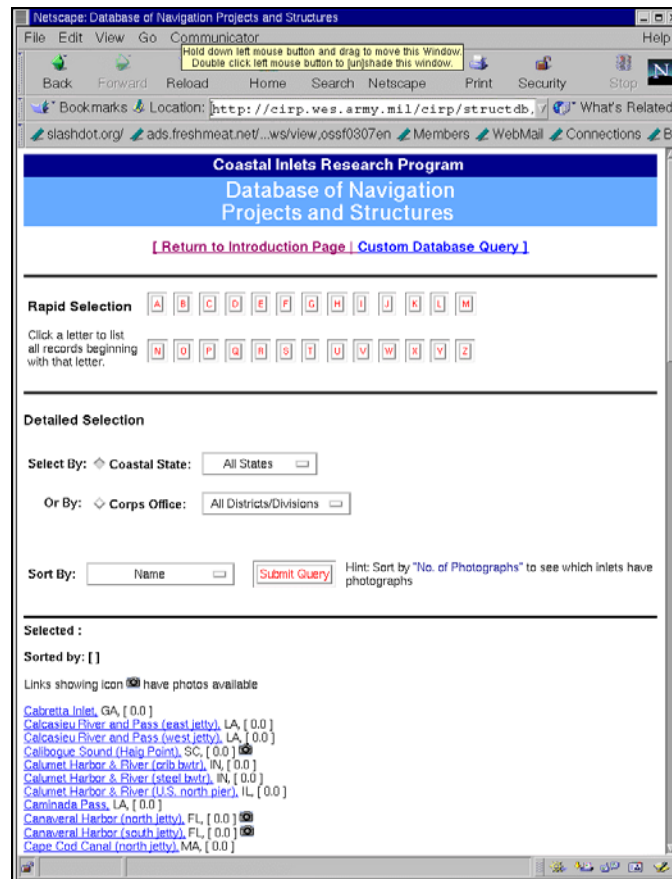 Netscape: Database of Navigation Projects and Structures
File Edit View Go Communicator Help
Hold down left mouse button and drag to move this Window.
Double click left mouse button to [un]shade this window.
Back Forward Reload Home Search Netscape Print Security Stop
N
Bookmarks Location: http://cirp.wes.army.mil/cirp/structdb, What's Related
slashdot.org/ ads.freshmeat.net/...ws/view,ossf0307en Members WebMail Connections B
Coastal Inlets Research Program
Database of Navigation
Projects and Structures
[ Return to Introduction Page | Custom Database Query ]
Rapid Selection A B C D E F G H I J K L M
Click a letter to list
all records beginning
with that letter.
N O P Q R S T U V W X Y Z
Detailed Selection
Select By: Coastal State: All States
Or By: Corps Office: All Districts/Divisions
Sort By: Name Submit Query Hint: Sort by "No. of Photographs" to see which inlets have
photographs
Selected :
Sorted by: [ ]
Links showing icon have photos available
Cabretta Inlet, GA, [ 0.0 ]
Calcasieu River and Pass (east jetty), LA, [ 0.0 ]
Calcasieu River and Pass (west jetty), LA, [ 0.0 ]
Calibogue Sound (Haig Point), SC, [ 0.0 ]
Calumet Harbor & River (crib bwtr), IN, [ 0.0 ]
Calumet Harbor & River (steel bwtr), IN, [ 0.0 ]
Calumet Harbor & River (U.S. north pier), IL, [ 0.0 ]
Caminada Pass, LA, [ 0.0 ]
Canaveral Harbor (north jetty), FL, [ 0.0 ]
Canaveral Harbor (south jetty), FL, [ 0.0 ]
Cape Cod Canal (north jetty), MA, [ 0.0 ]